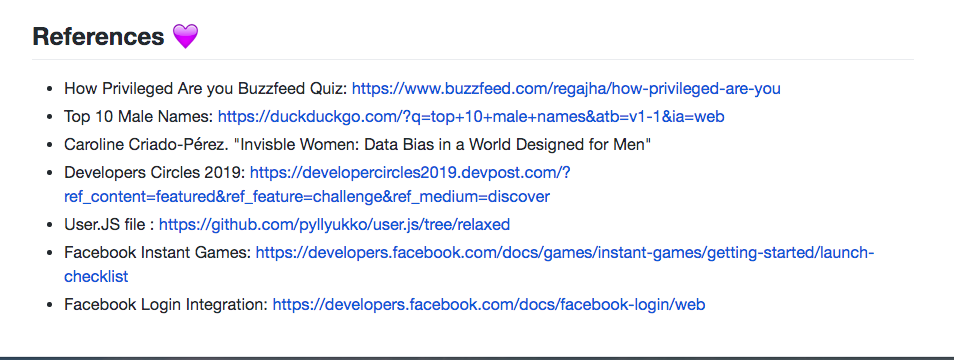 References 💜
• How Privileged Are you Buzzfeed Quiz: https://www.buzzfeed.com/regajha/how-privileged-are-you
• Top 10 Male Names: https://duckduckgo.com/?q=top+10+male+names&atb=v1-1&ia=web
• Caroline Criado-Pérez. "Invisble Women: Data Bias in a World Designed for Men"
• Developers Circles 2019: https://developercircles2019.devpost.com/?
ref_content=featured&ref_feature=challenge&ref_medium=discover
• User.JS file : https://github.com/pyllyukko/user.js/tree/relaxed
• Facebook Instant Games: https://developers.facebook.com/docs/games/instant-games/getting-started/launch-
checklist
• Facebook Login Integration: https://developers.facebook.com/docs/facebook-login/web